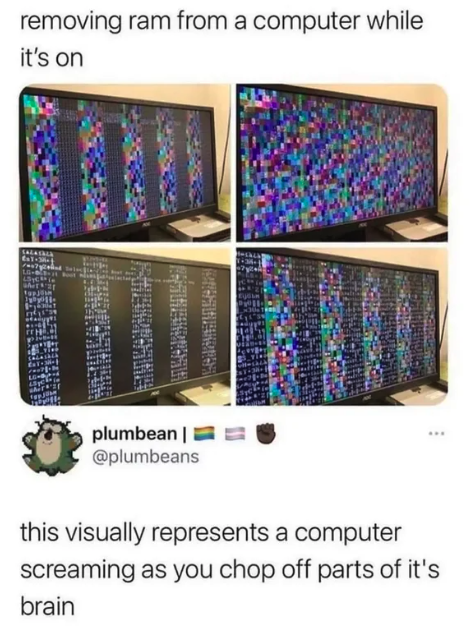 removing ram from a computer while
it's on
plumbean |
@plumbeans
this visually represents a computer
screaming as you chop off parts of it's
brain